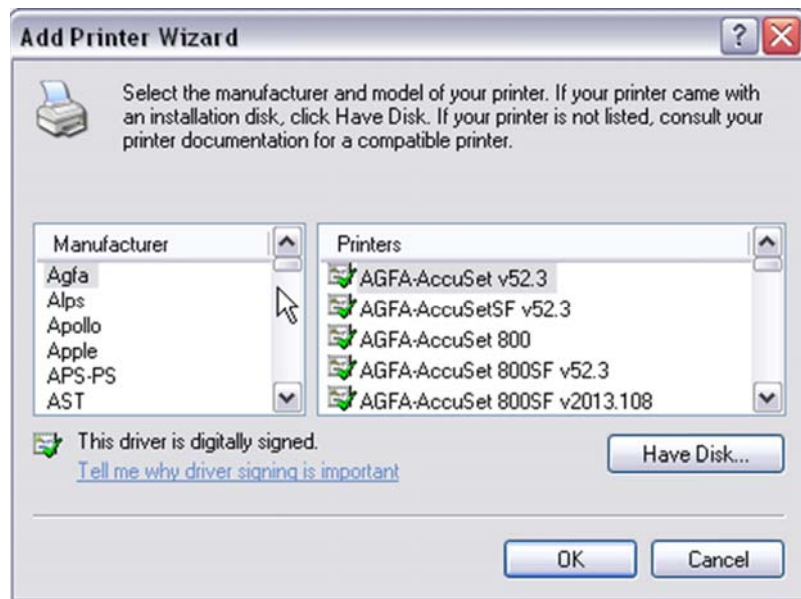 Add Printer Wizard
?
Select the manufacturer and model of your printer. If your printer came with
an installation disk, click Have Disk. If your printer is not listed, consult your
printer documentation for a compatible printer.
Manufacturer
Agfa
Alps
Apollo
Apple
APS-PS
AST
Printers
AGFA-AccuSet v52.3
AGFA-AccuSetSF v52.3
AGFA-AccuSet 800
AGFA-AccuSet 800SF v52.3
AGFA-AccuSet 800SF v2013.108
This driver is digitally signed.
Tell me why driver signing is important
Have Disk...
OK
Cancel